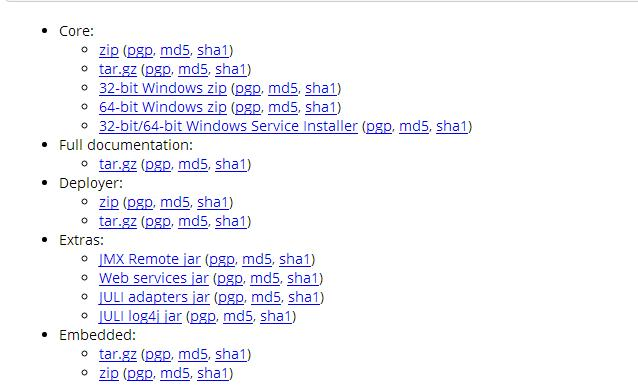 Core:
zip (pgp, md5, sha1)
tar.gz (pgp, md5, sha1)
32-bit Windows zip (pgp, md5, sha1)
64-bit Windows zip (pgp, md5, sha1)
32-bit/64-bit Windows Service Installer (pgp, md5, sha1)
Full documentation:
tar.gz (pgp, md5, sha1)
Deployer:
zip (pgp, md5, sha1)
tar.gz (pgp, md5, sha1)
Extras:
JMX Remote jar (pgp, md5, sha1)
Web services jar (pgp, md5, sha1)
JULI adapters jar (pgp, md5, sha1)
JULI log4j jar (pgp, md5, sha1)
Embedded:
tar.gz (pgp, md5, sha1)
zip (pgp, md5, sha1)